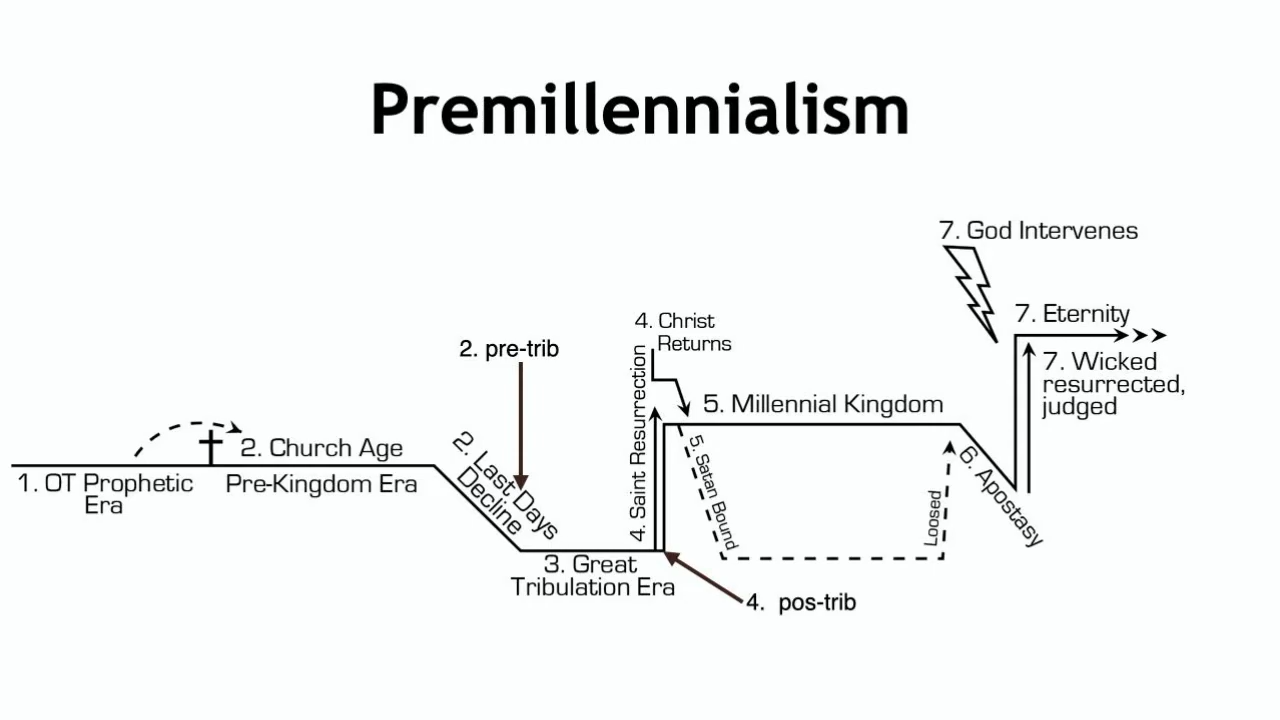 Premillennialism
7. God Intervenes
7. Eternity
4. Christ
Returns
2. pre-trib
7. Wicked
resurrected,
judged
5. Millennial Kingdom
2. Church Age
1. OT Prophetic
Era
Pre-Kingdom Era
2. Last Days
Decline
4. Saint Resurrection
5. Satan Bound
Loosed
6. Apostasy
3. Great
Tribulation Era
4. pos-trib